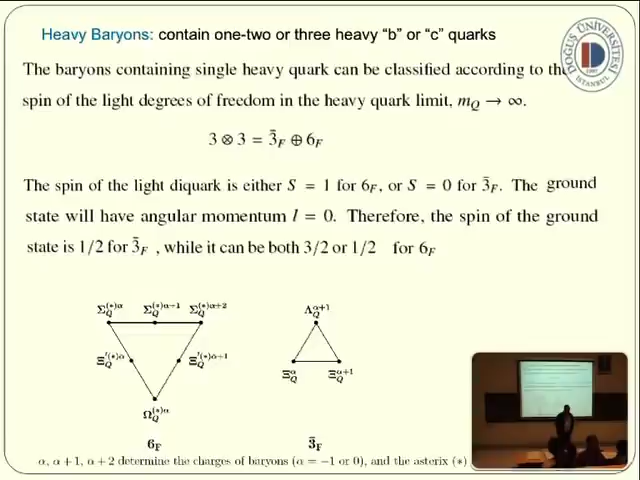 Heavy Baryons: contain one-two or three heavy “b” or “c” quarks
The baryons containing single heavy quark can be classified according to the
spin of the light degrees of freedom in the heavy quark limit, m_Q → ∞.
3 ⊗ 3 = 3̄_F ⊕ 6_F
The spin of the light diquark is either S = 1 for 6_F, or S = 0 for 3̄_F. The ground
state will have angular momentum l = 0. Therefore, the spin of the ground
state is 1/2 for 3̄_F , while it can be both 3/2 or 1/2 for 6_F
Σ_Q^(*)α Σ_Q^(*)α+1 Σ_Q^(*)α+2 Λ_Q^α+1
Ξ_Q^′(*)α Ξ_Q^′(*)α+1 Ξ_Q^α Ξ_Q^α+1
Ω_Q^(*)α
6_F 3̄_F
α, α + 1, α + 2 determine the charges of baryons (α = −1 or 0), and the asterix (*)
DOĞUŞ ÜNİVERSİTESİ
1997
İSTANBUL